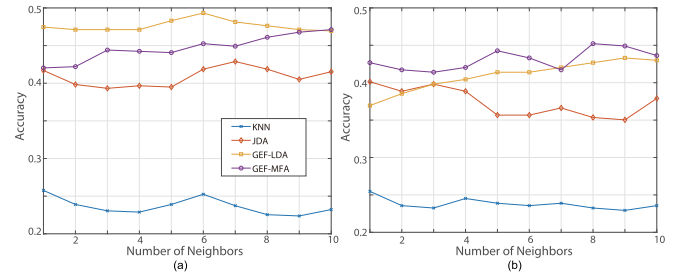 0.5
0.4
0.3
0.2
Accuracy
KNN
JDA
GEF-LDA
GEF-MFA
2 4 6 8 10
Number of Neighbors
(a)
0.5
0.4
0.3
0.2
Accuracy
2 4 6 8 10
Number of Neighbors
(b)